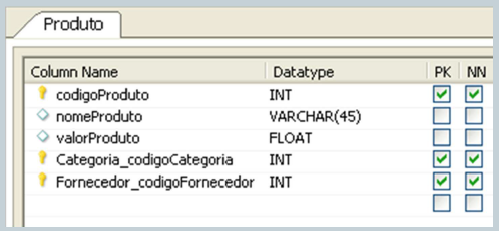 Produto
Column Name Datatype PK NN
codigoProduto INT
nomeProduto VARCHAR(45)
valorProduto FLOAT
Categoria_codigoCategoria INT
Fornecedor_codigoFornecedor INT